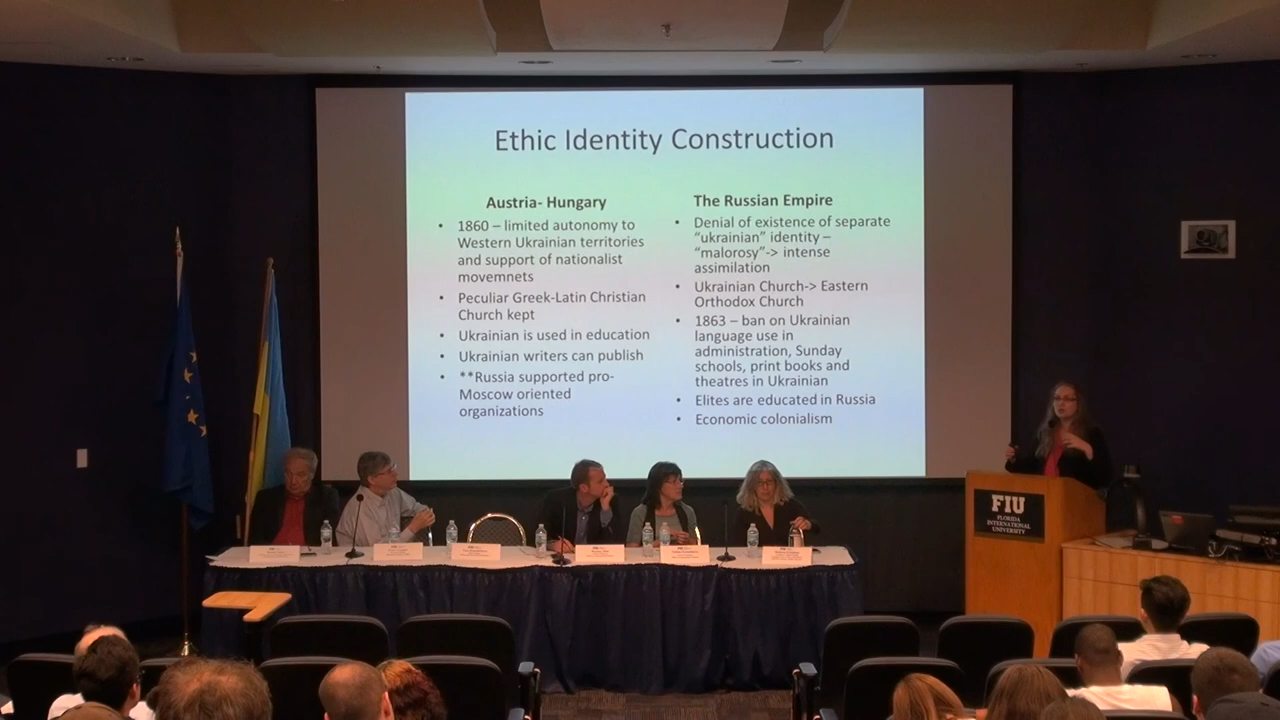 Ethic Identity Construction
Austria- Hungary
• 1860 – limited autonomy to
Western Ukrainian territories
and support of nationalist
movemnets
• Peculiar Greek-Latin Christian
Church kept
• Ukrainian is used in education
• Ukrainian writers can publish
• **Russia supported pro-
Moscow oriented
organizations
The Russian Empire
• Denial of existence of separate
“ukrainian” identity –
“malorosy”-> intense
assimilation
• Ukrainian Church-> Eastern
Orthodox Church
• 1863 – ban on Ukrainian
language use in
administration, Sunday
schools, print books and
theatres in Ukrainian
• Elites are educated in Russia
• Economic colonialism
FIU
FLORIDA
INTERNATIONAL
UNIVERSITY